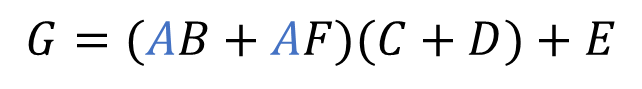 G = (AB + AF)(C + D) + E